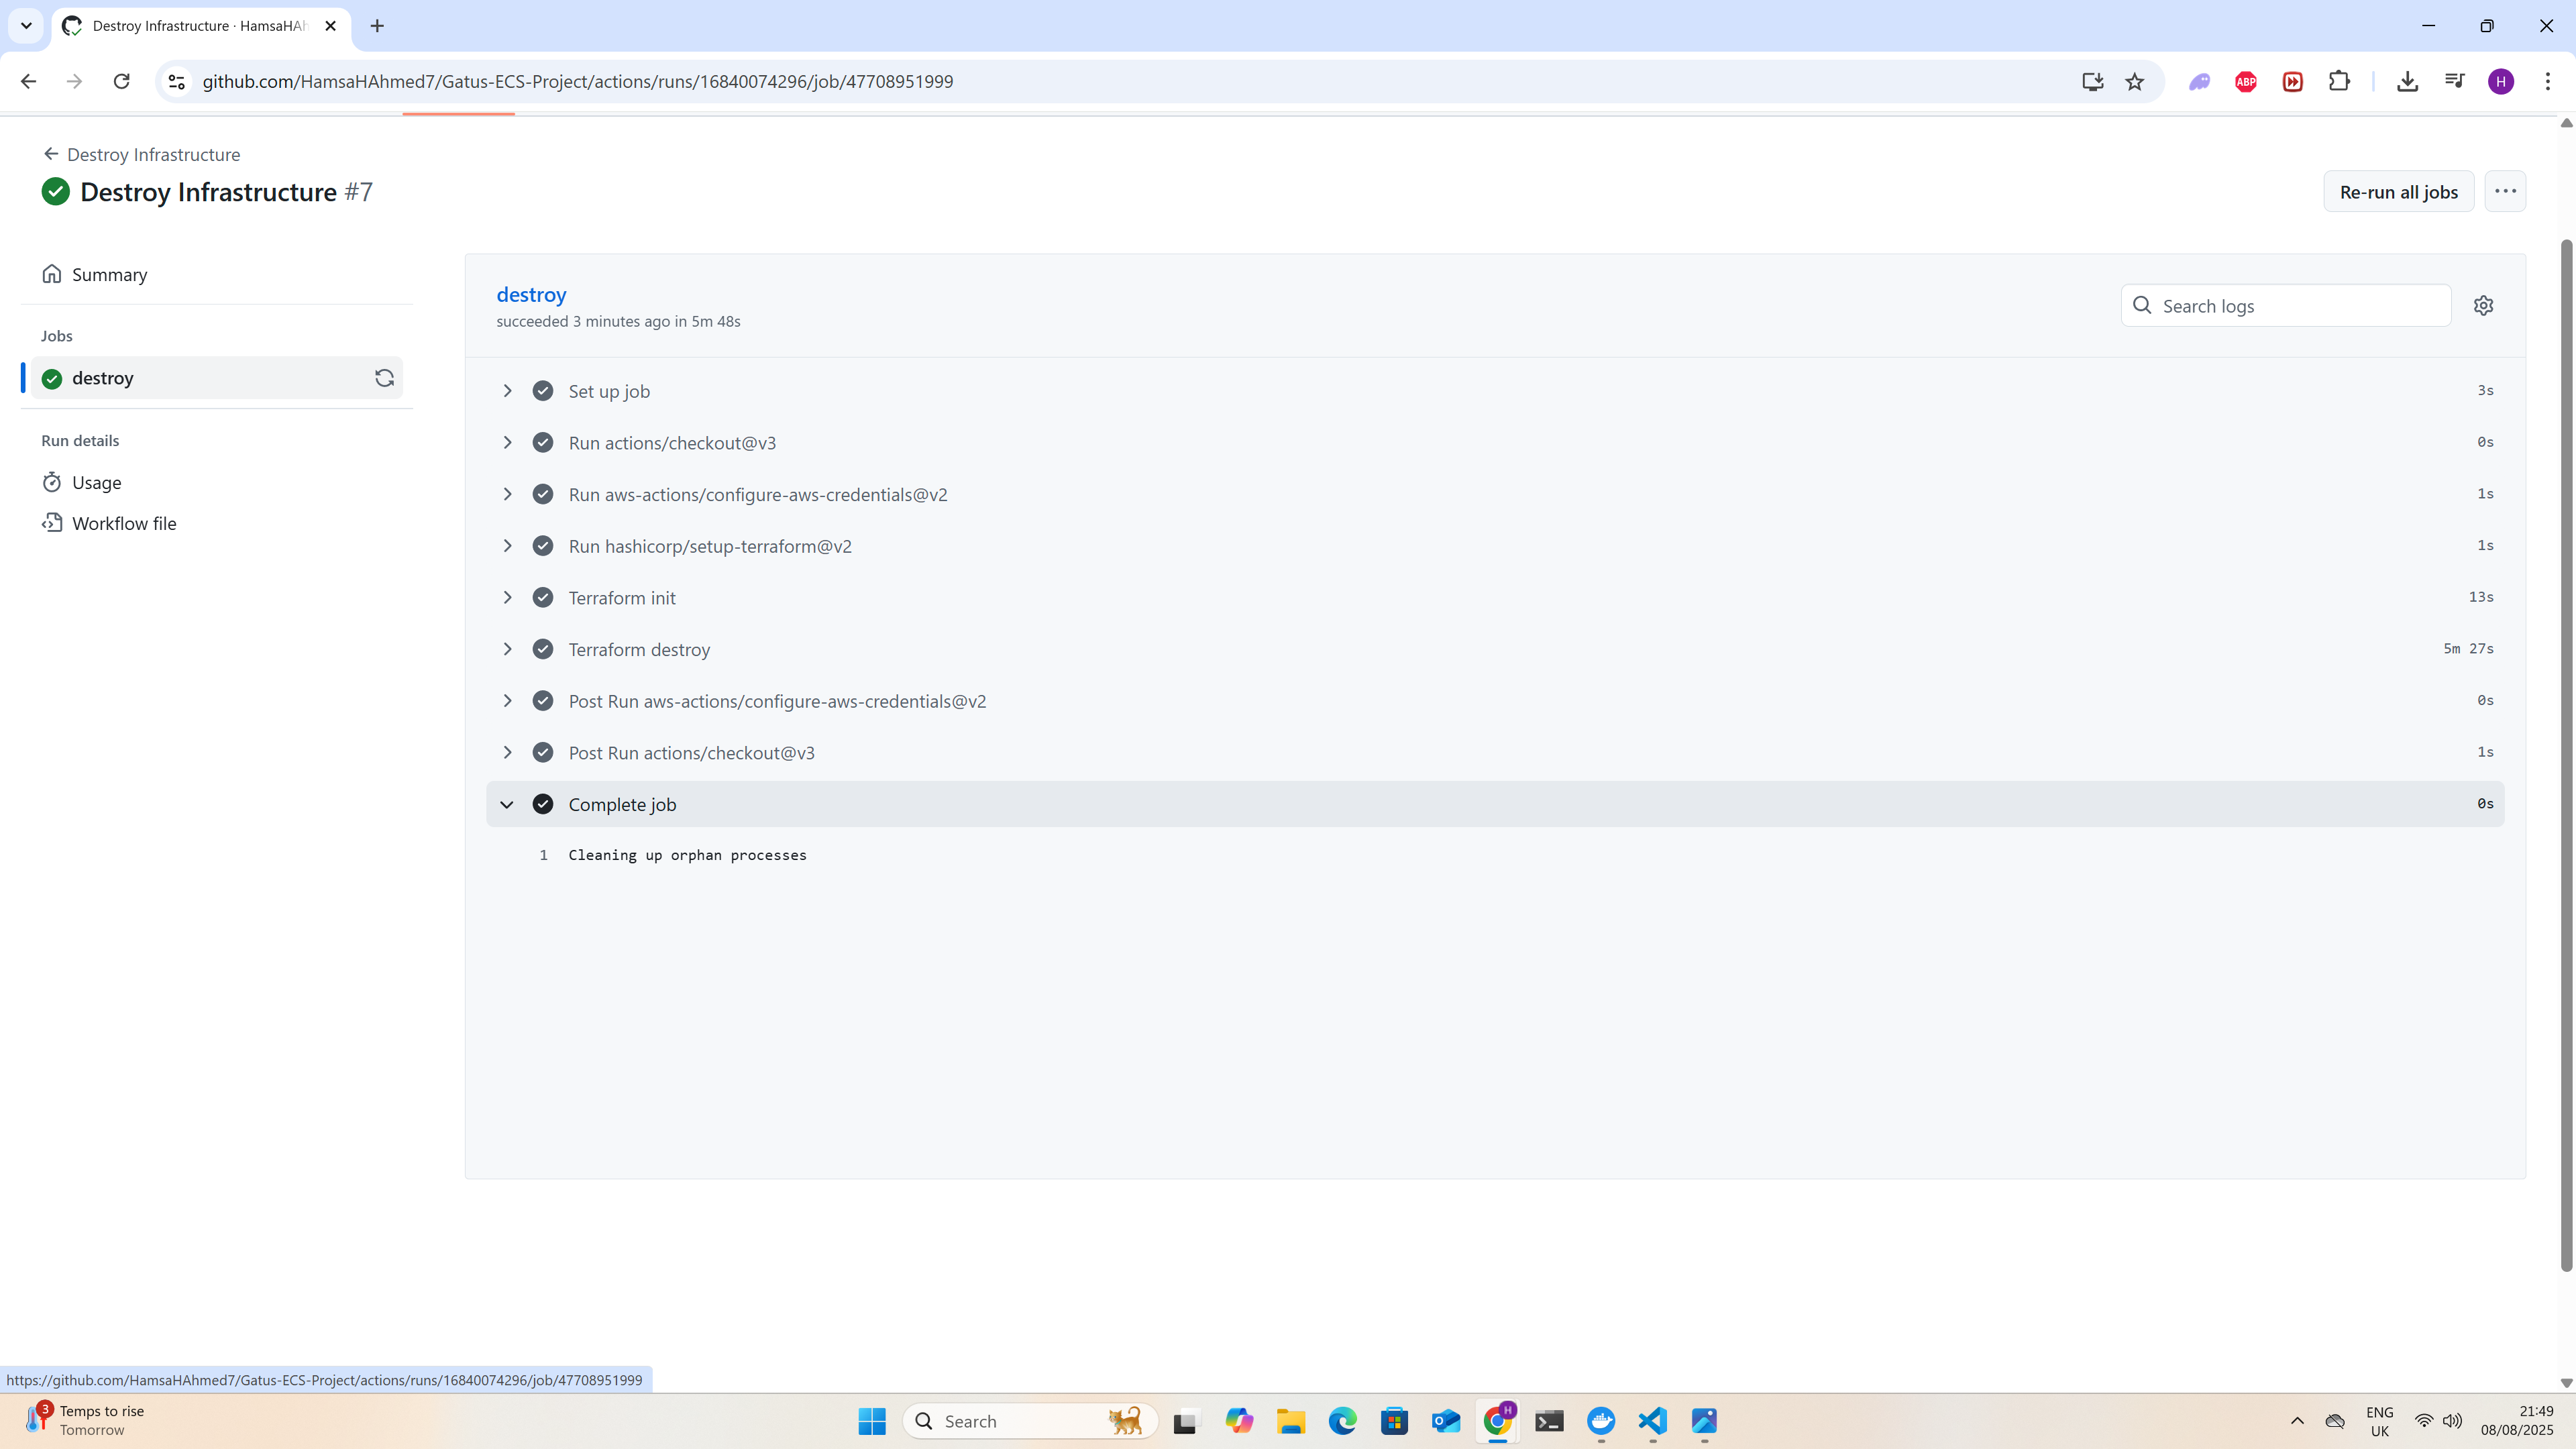 Destroy Infrastructure · HamsaHAh
github.com/HamsaHAhmed7/Gatus-ECS-Project/actions/runs/16840074296/job/47708951999
ABP
H
Destroy Infrastructure
Destroy Infrastructure #7
Re-run all jobs
Summary
Jobs
destroy
Run details
Usage
Workflow file
destroy
succeeded 3 minutes ago in 5m 48s
Search logs
Set up job 3s
Run actions/checkout@v3 0s
Run aws-actions/configure-aws-credentials@v2 1s
Run hashicorp/setup-terraform@v2 1s
Terraform init 13s
Terraform destroy 5m 27s
Post Run aws-actions/configure-aws-credentials@v2 0s
Post Run actions/checkout@v3 1s
Complete job 0s
1 Cleaning up orphan processes
https://github.com/HamsaHAhmed7/Gatus-ECS-Project/actions/runs/16840074296/job/47708951999
3
Temps to rise
Tomorrow
Search
H
ENG
UK
21:49
08/08/2025